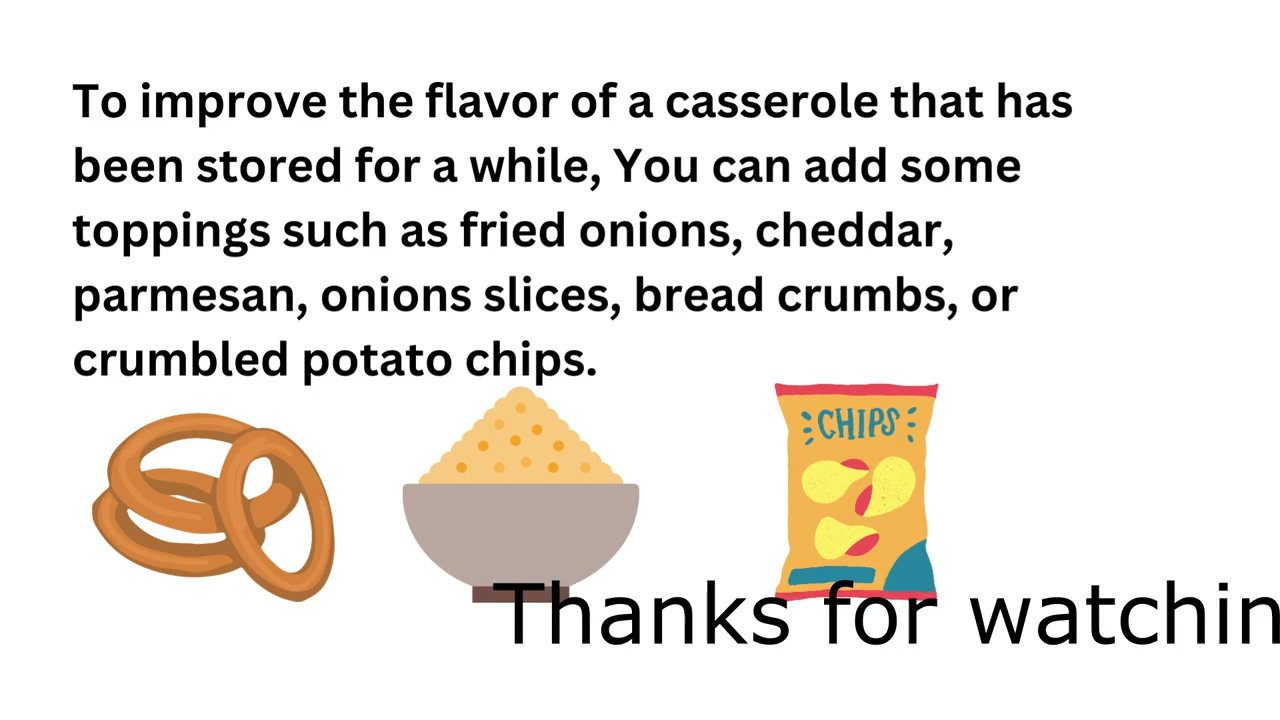 To improve the flavor of a casserole that has
been stored for a while, You can add some
toppings such as fried onions, cheddar,
parmesan, onions slices, bread crumbs, or
crumbled potato chips.
CHIPS
Thanks for watchin